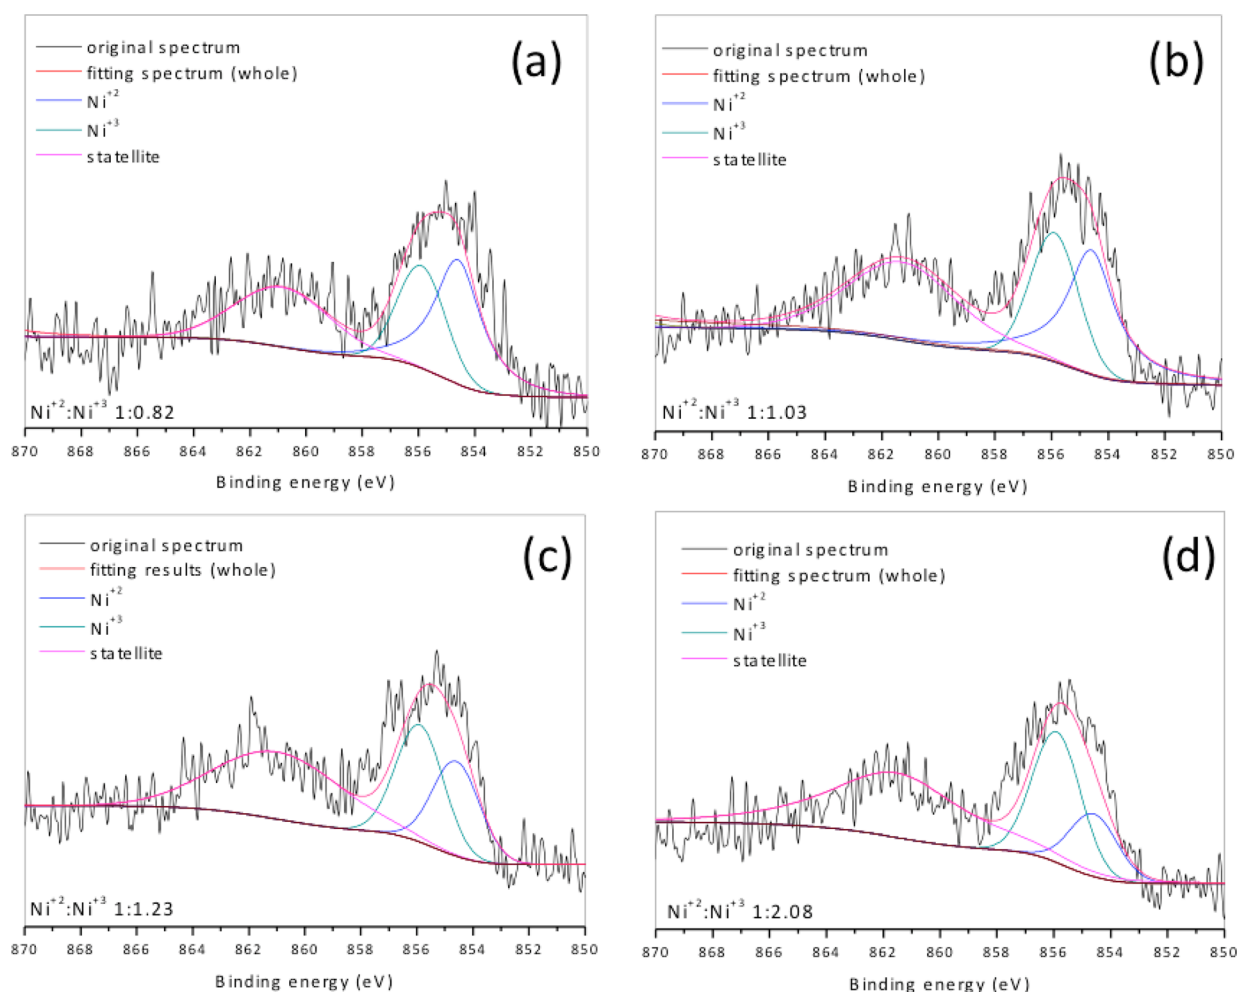 (a)
original spectrum
fitting spectrum (whole)
Ni+2
Ni+3
statellite
Ni+2:Ni+3 1:0.82
870 868 866 864 862 860 858 856 854 852 850
Binding energy (eV)
(b)
original spectrum
fitting spectrum (whole)
Ni+2
Ni+3
statellite
Ni+2:Ni+3 1:1.03
870 868 866 864 862 860 858 856 854 852 850
Binding energy (eV)
(c)
original spectrum
fitting results (whole)
Ni+2
Ni+3
statellite
Ni+2:Ni+3 1:1.23
870 868 866 864 862 860 858 856 854 852 850
Binding energy (eV)
(d)
original spectrum
fitting spectrum (whole)
Ni+2
Ni+3
statellite
Ni+2:Ni+3 1:2.08
870 868 866 864 862 860 858 856 854 852 850
Binding energy (eV)